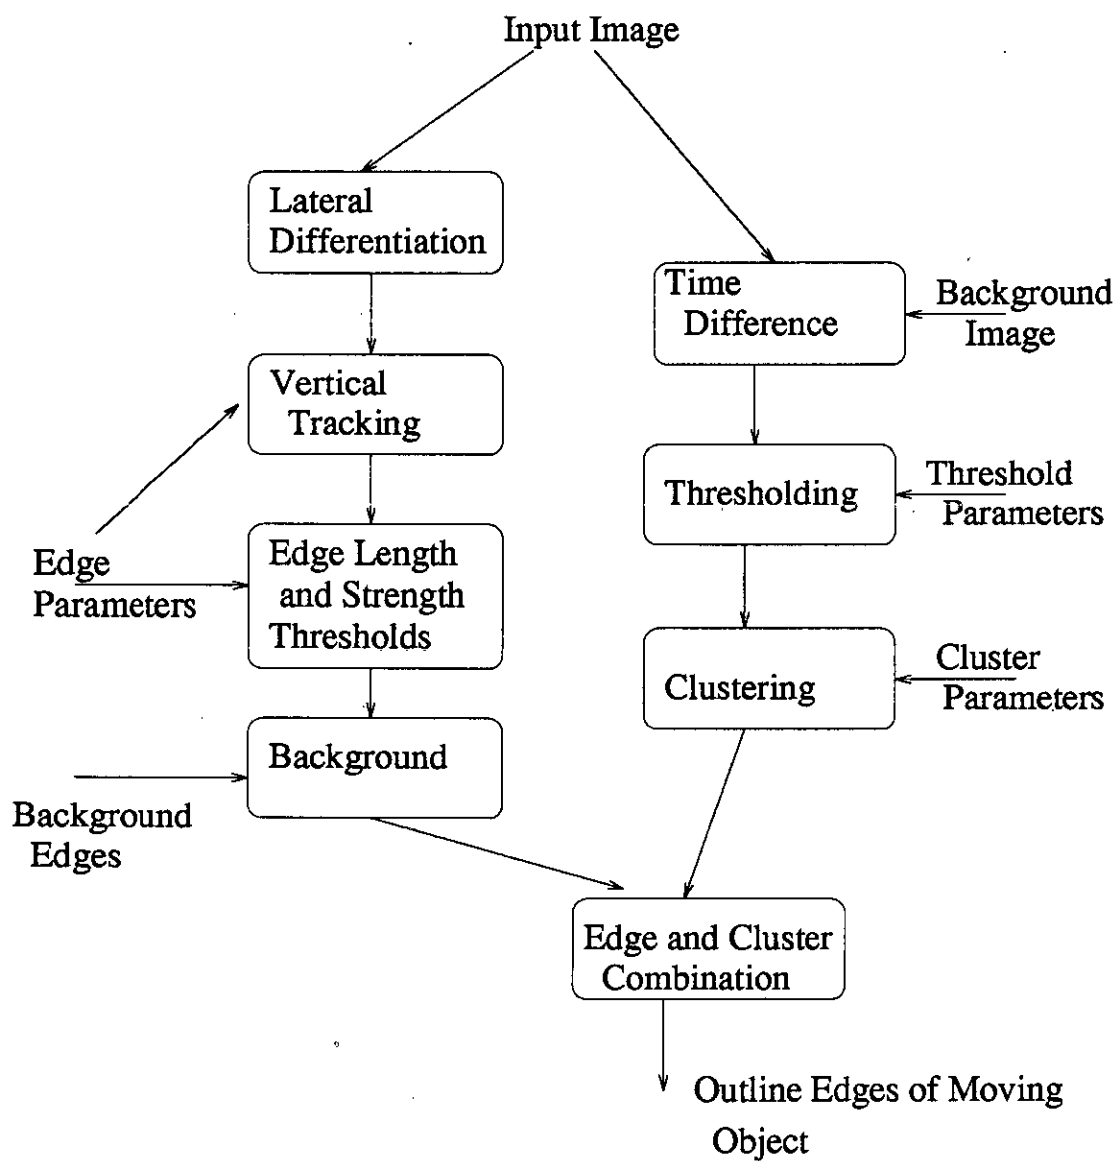 Input Image
Lateral
Differentiation
Time
Difference
Background
Image
Vertical
Tracking
Thresholding
Threshold
Parameters
Edge
Parameters
Edge Length
and Strength
Thresholds
Clustering
Cluster
Parameters
Background
Background
Edges
Edge and Cluster
Combination
Outline Edges of Moving
Object